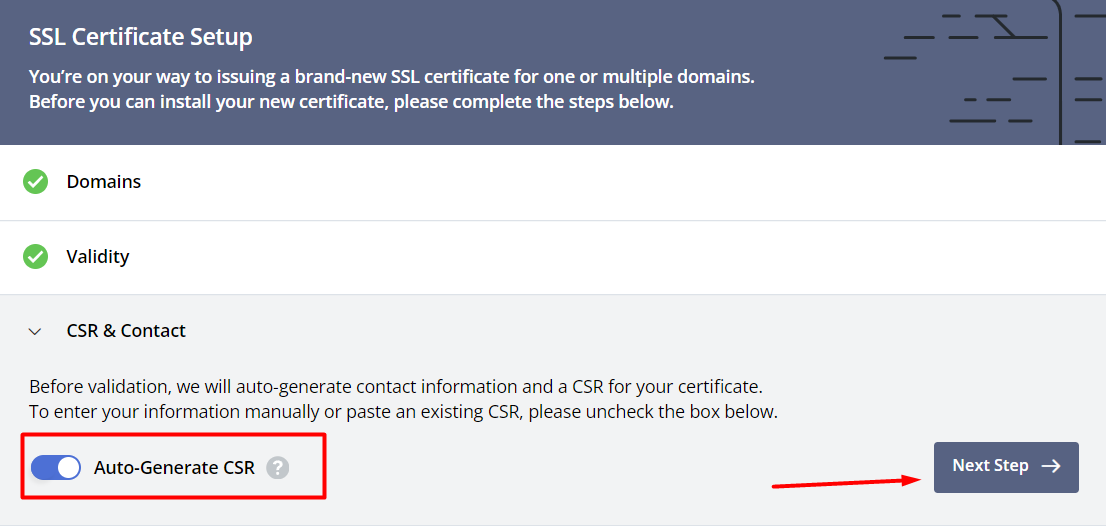 SSL Certificate Setup
You’re on your way to issuing a brand-new SSL certificate for one or multiple domains.
Before you can install your new certificate, please complete the steps below.
Domains
Validity
CSR & Contact
Before validation, we will auto-generate contact information and a CSR for your certificate.
To enter your information manually or paste an existing CSR, please uncheck the box below.
Auto-Generate CSR ?
Next Step →